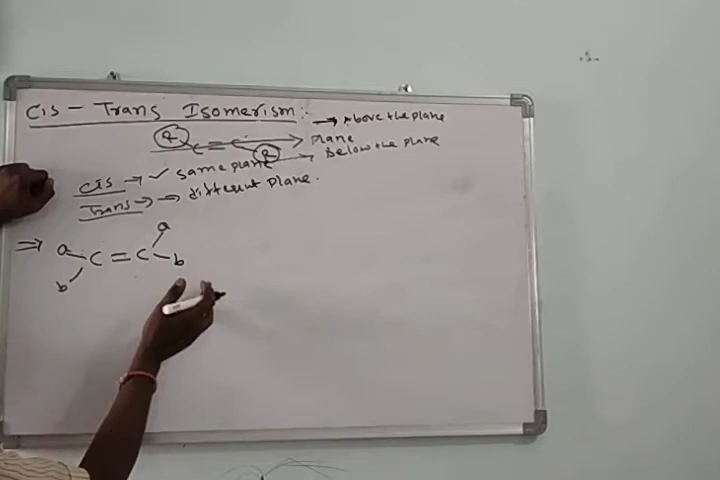 Cis - Trans Isomerism :-
→ Above the plane
a C = C → Plane
a → Below the plane
Cis → ✓ same plane
Trans → → different plane.
a
⇒ a C = C b
b